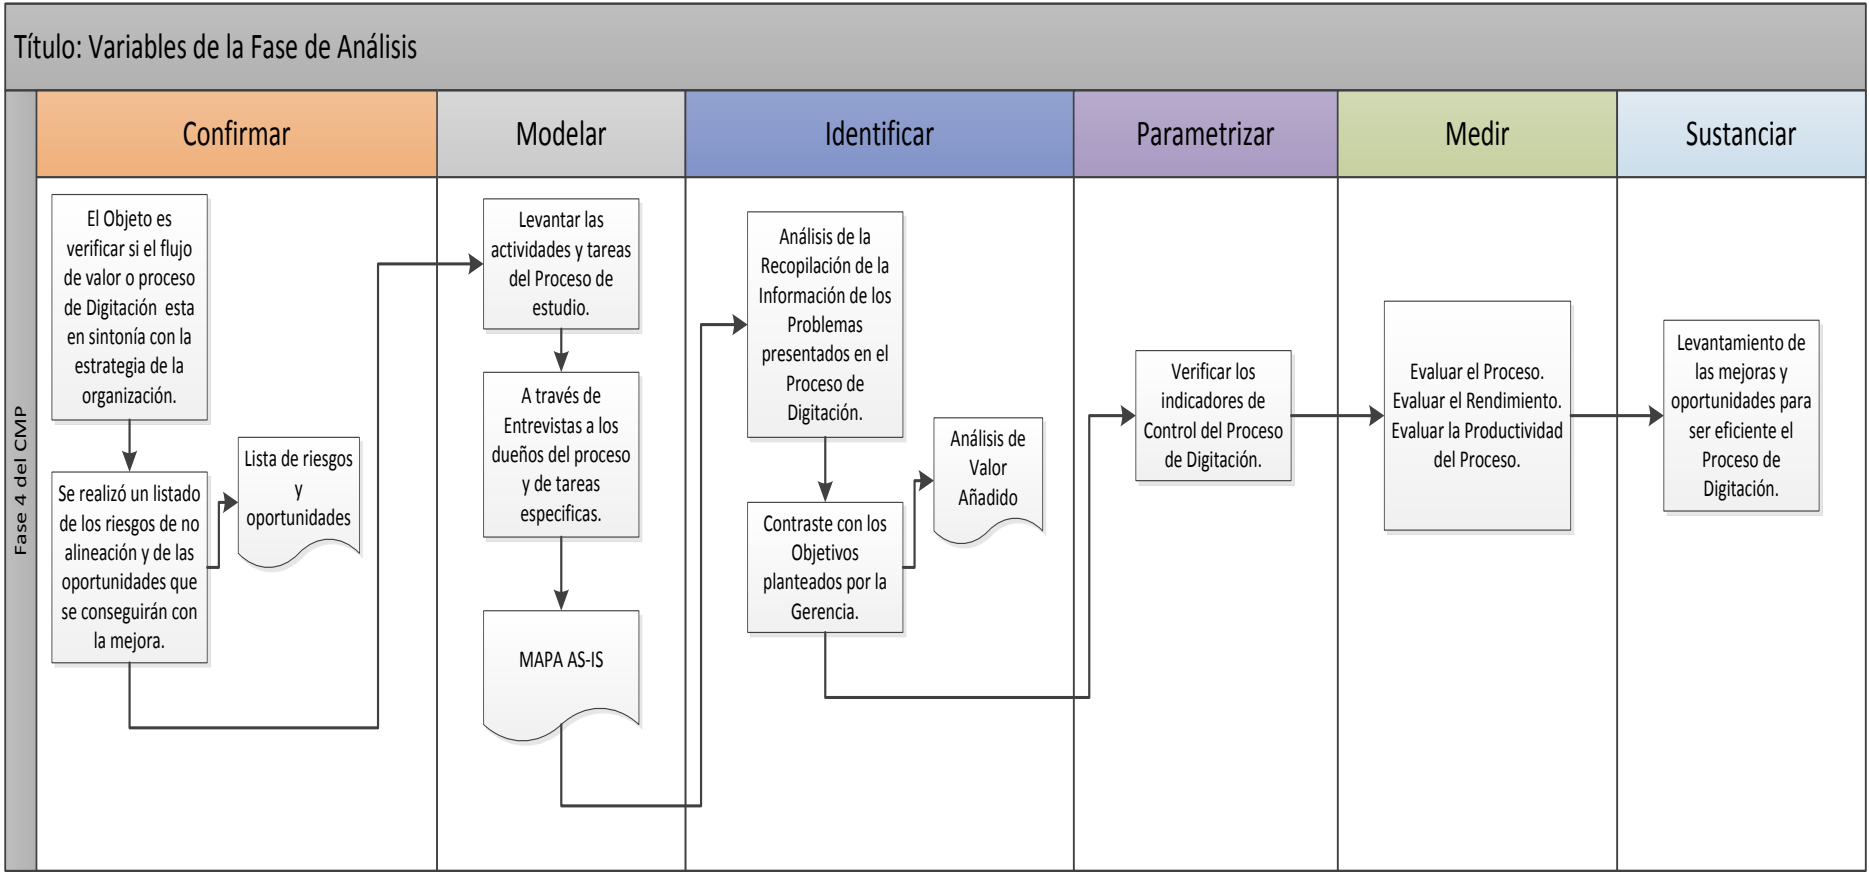 Título: Variables de la Fase de Análisis
Fase 4 del CMP
Confirmar
Modelar
Identificar
Parametrizar
Medir
Sustanciar
El Objeto es
verificar si el flujo
de valor o proceso
de Digitación esta
en sintonía con la
estrategia de la
organización.
Se realizó un listado
de los riesgos de no
alineación y de las
oportunidades que
se conseguirán con
la mejora.
Lista de riesgos
y
oportunidades
Levantar las
actividades y tareas
del Proceso de
estudio.
A través de
Entrevistas a los
dueños del proceso
y de tareas
especificas.
MAPA AS-IS
Análisis de la
Recopilación de la
Información de los
Problemas
presentados en el
Proceso de
Digitación.
Contraste con los
Objetivos
planteados por la
Gerencia.
Análisis de
Valor
Añadido
Verificar los
indicadores de
Control del Proceso
de Digitación.
Evaluar el Proceso.
Evaluar el Rendimiento.
Evaluar la Productividad
del Proceso.
Levantamiento de
las mejoras y
oportunidades para
ser eficiente el
Proceso de
Digitación.